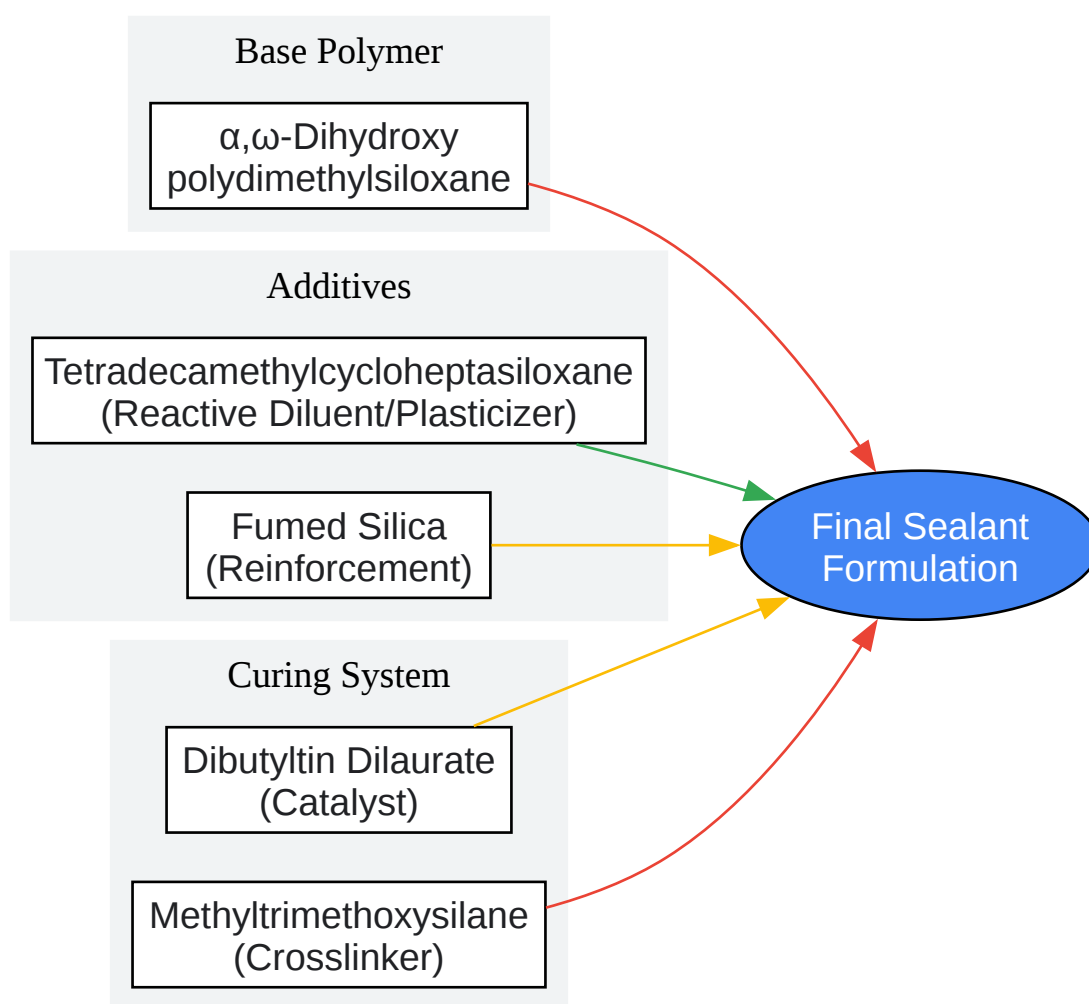 Base Polymer
α,ω-Dihydroxy
polydimethylsiloxane
Additives
Tetradecamethylcycloheptasiloxane
(Reactive Diluent/Plasticizer)
Fumed Silica
(Reinforcement)
Final Sealant
Formulation
Curing System
Dibutyltin Dilaurate
(Catalyst)
Methyltrimethoxysilane
(Crosslinker)